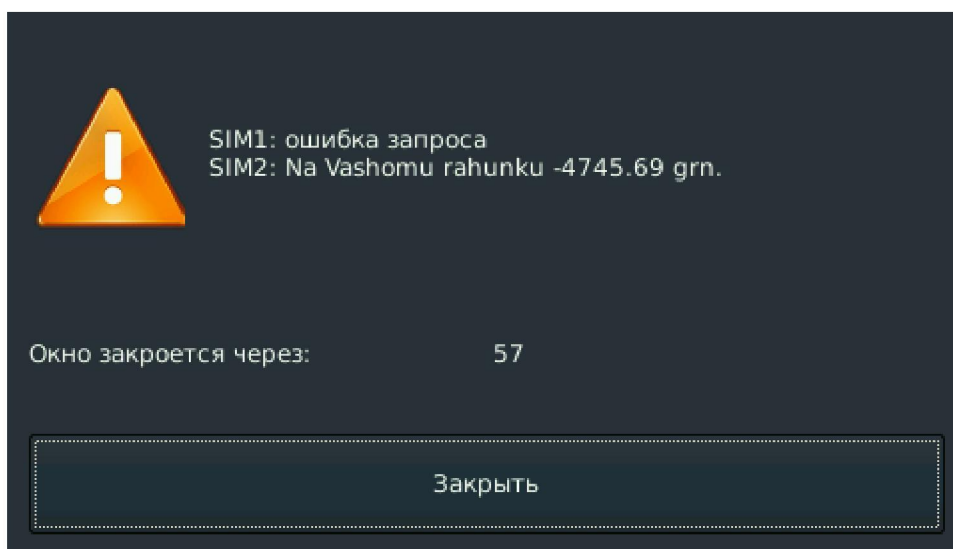 SIM1: ошибка запроса
SIM2: Na Vashomu rahunku -4745.69 grn.
Окно закроется через: 57
Закрыть